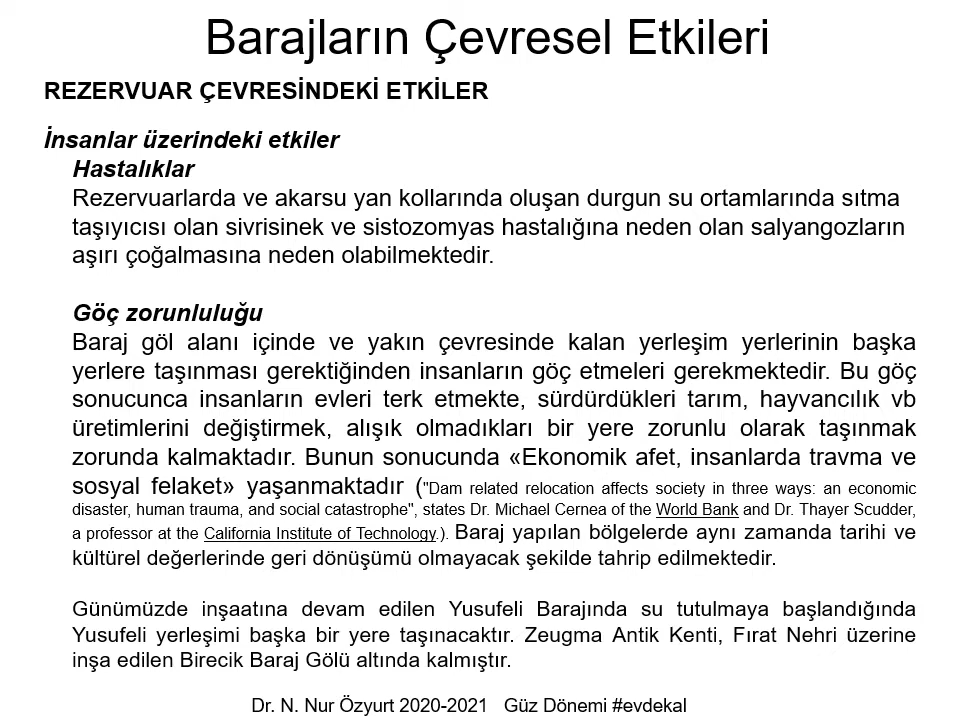 Barajların Çevresel Etkileri
REZERVUAR ÇEVRESİNDEKİ ETKİLER
İnsanlar üzerindeki etkiler
Hastalıklar
Rezervuarlarda ve akarsu yan kollarında oluşan durgun su ortamlarında sıtma
taşıyıcısı olan sivrisinek ve sistozomyas hastalığına neden olan salyangozların
aşırı çoğalmasına neden olabilmektedir.
Göç zorunluluğu
Baraj göl alanı içinde ve yakın çevresinde kalan yerleşim yerlerinin başka
yerlere taşınması gerektiğinden insanların göç etmeleri gerekmektedir. Bu göç
sonucunca insanların evleri terk etmekte, sürdürdükleri tarım, hayvancılık vb
üretimlerini değiştirmek, alışık olmadıkları bir yere zorunlu olarak taşınmak
zorunda kalmaktadır. Bunun sonucunda «Ekonomik afet, insanlarda travma ve
sosyal felaket» yaşanmaktadır ("Dam related relocation affects society in three ways: an economic
disaster, human trauma, and social catastrophe", states Dr. Michael Cernea of the World Bank and Dr. Thayer Scudder,
a professor at the California Institute of Technology.). Baraj yapılan bölgelerde aynı zamanda tarihi ve
kültürel değerlerinde geri dönüşümü olmayacak şekilde tahrip edilmektedir.
Günümüzde inşaatına devam edilen Yusufeli Barajında su tutulmaya başlandığında
Yusufeli yerleşimi başka bir yere taşınacaktır. Zeugma Antik Kenti, Fırat Nehri üzerine
inşa edilen Birecik Baraj Gölü altında kalmıştır.
Dr. N. Nur Özyurt 2020-2021 Güz Dönemi #evdekal